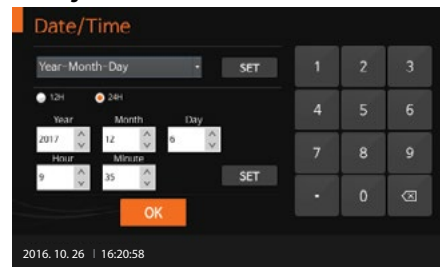 Date/Time
Year-Month-Day SET
12H 24H
Year Month Day
2017 12 6
Hour Minute
9 35 SET
OK
1 2 3
4 5 6
7 8 9
. 0
2016. 10. 26 | 16:20:58